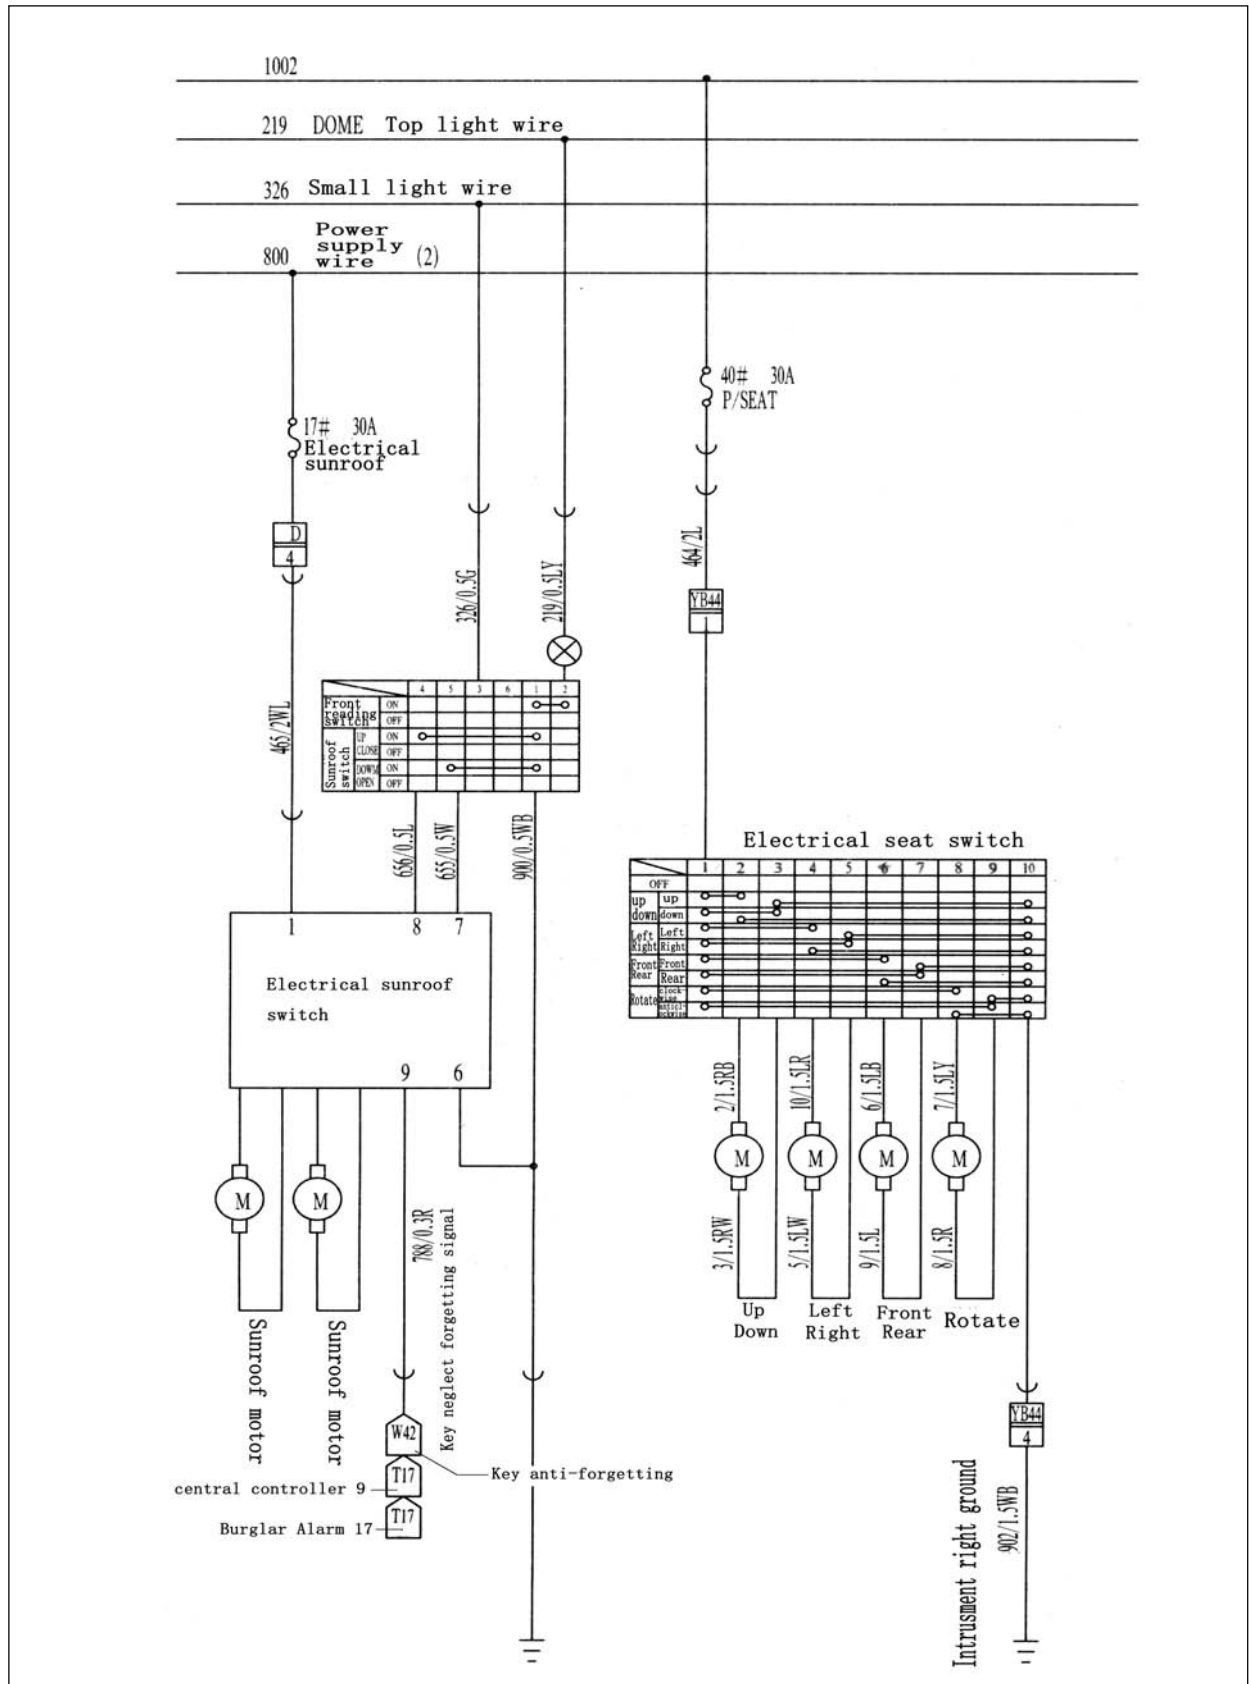 1002
219 DOME Top light wire
326 Small light wire
Power
supply
800 wire (2)
40# 30A
P/SEAT
17# 30A
Electrical
sunroof
D
4
464/2L
YB44
1
326/0.5G
219/0.5LY
465/2WL
4 5 3 6 1 2
Front
reading
switch
ON
OFF
Sunroof
switch
UP
CLOSE
ON
OFF
DOWM
OPEN
ON
OFF
656/0.5L
655/0.5W
900/0.5WB
Electrical seat switch
1 2 3 4 5 6 7 8 9 10
OFF
up
down
up
down
Left
Right
Left
Right
Front
Rear
Front
Rear
Rotate
clock-
wise
anticl-
ockwise
1 8 7
Electrical sunroof
switch
9 6
2/1.5RB
10/1.5LR
6/1.5LB
7/1.5LY
M M M M
M M
3/1.5RW
5/1.5LW
9/1.5L
8/1.5R
Up
Down
Left
Right
Front
Rear
Rotate
788/0.3R
Key neglect forgetting signal
Sunroof motor
Sunroof motor
W42
Key anti-forgetting
T17
central controller 9
T17
Burglar Alarm 17
YB44
4
902/1.5WB
Intrusment right ground